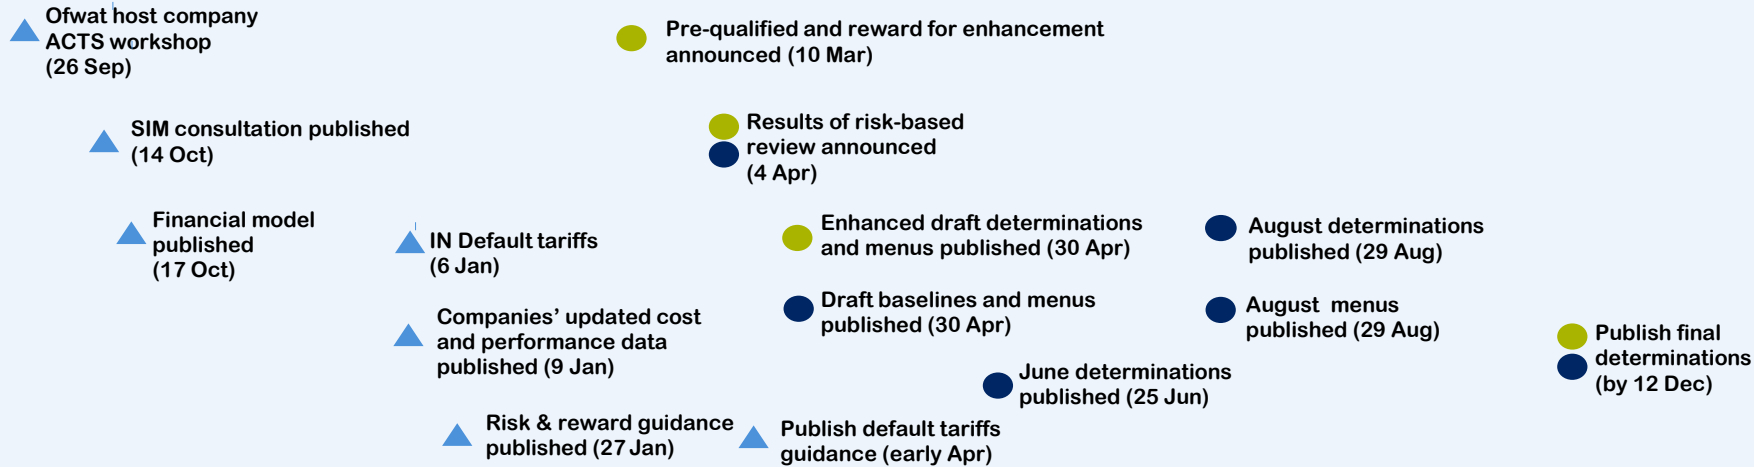 Ofwat host company
ACTS workshop
(26 Sep)
Pre-qualified and reward for enhancement
announced (10 Mar)
SIM consultation published
(14 Oct)
Results of risk-based
review announced
(4 Apr)
Financial model
published
(17 Oct)
IN Default tariffs
(6 Jan)
Enhanced draft determinations
and menus published (30 Apr)
August determinations
published (29 Aug)
Companies' updated cost
and performance data
published (9 Jan)
Draft baselines and menus
published (30 Apr)
August menus
published (29 Aug)
Publish final
determinations
(by 12 Dec)
June determinations
published (25 Jun)
Risk & reward guidance
published (27 Jan)
Publish default tariffs
guidance (early Apr)